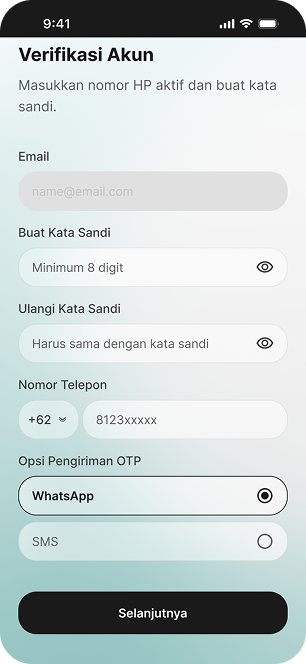 9:41
Verifikasi Akun
Masukkan nomor HP aktif dan buat kata
sandi.
Email
name@email.com
Buat Kata Sandi
Minimum 8 digit
Ulangi Kata Sandi
Harus sama dengan kata sandi
Nomor Telepon
+62 8123xxxxx
Opsi Pengiriman OTP
WhatsApp
SMS
Selanjutnya